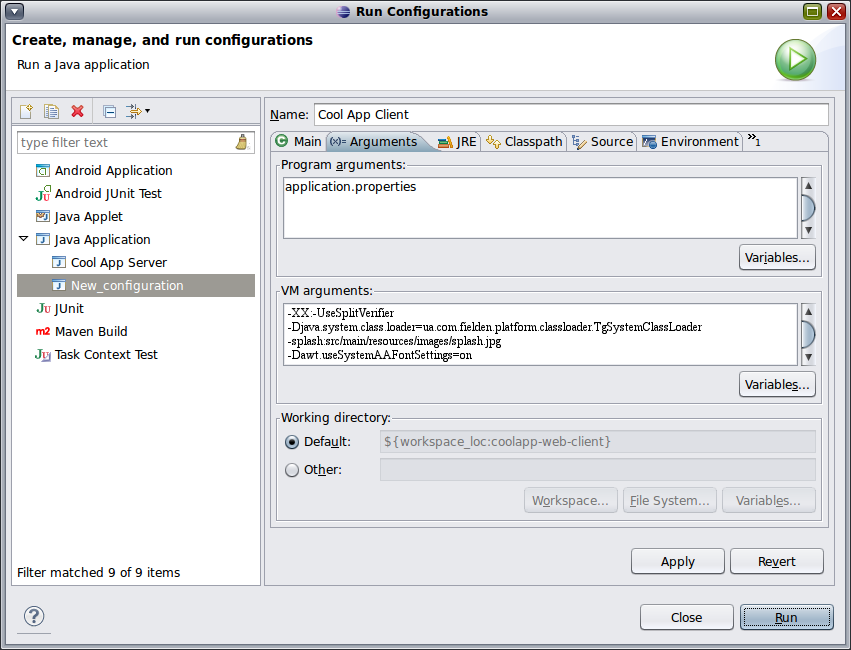 Run Configurations
Create, manage, and run configurations
Run a Java application
type filter text
Android Application
Android JUnit Test
Java Applet
Java Application
Cool App Server
New_configuration
JUnit
Maven Build
Task Context Test
Filter matched 9 of 9 items
Name: Cool App Client
Main (x)= Arguments JRE Classpath Source Environment »1
Program arguments:
application.properties
Variables...
VM arguments:
-XX:-UseSplitVerifier
-Djava.system.class.loader=ua.com.fielden.platform.classloader.TgSystemClassLoader
-splash:src/main/resources/images/splash.jpg
-Dawt.useSystemAAFontSettings=on
Variables...
Working directory:
Default: ${workspace_loc:coolapp-web-client}
Other:
Workspace... File System... Variables...
Apply Revert
Close Run